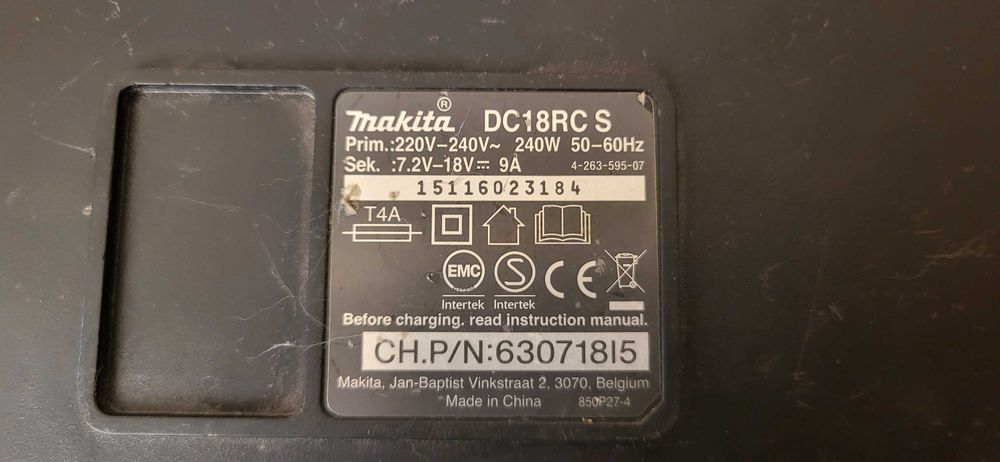 makita® DC18RC S
Prim.:220V–240V~ 240W 50–60Hz
Sek. :7.2V–18V⎓ 9A 4-263-595-07
15116023184
T4A
EMC S CE
VERIFIED
Intertek Intertek
Before charging. read instruction manual.
CH.P/N:630718I5
Makita, Jan-Baptist Vinkstraat 2, 3070, Belgium
Made in China 850P27-4